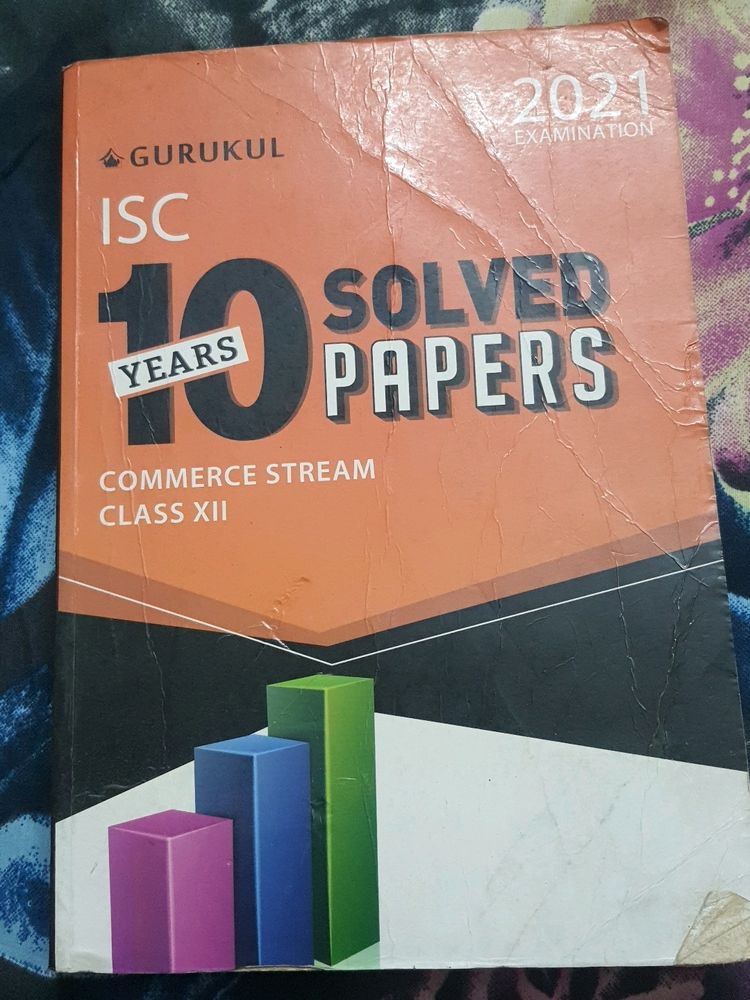 2021
EXAMINATION
GURUKUL
ISC
10 YEARS
SOLVED
PAPERS
COMMERCE STREAM
CLASS XII